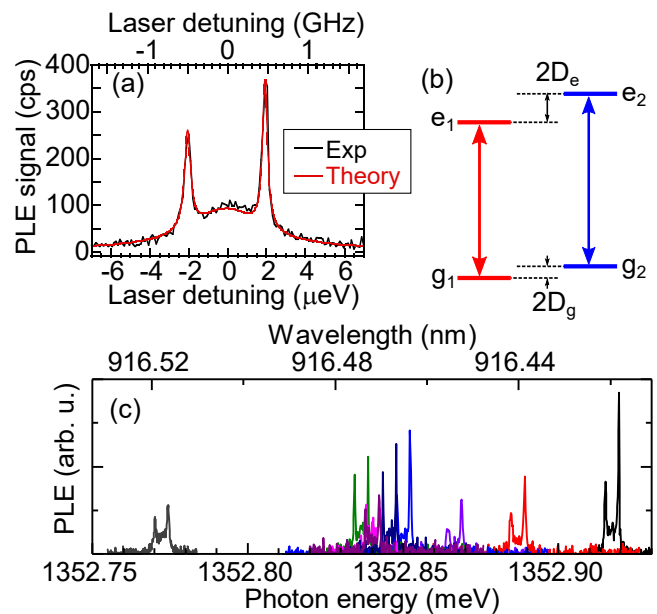 Laser detuning (GHz)
-1 0 1
400
300
200
100
0
PLE signal (cps)
(a)
Exp
Theory
-6 -4 -2 0 2 4 6
Laser detuning (μeV)
(b)
2Dₑ
e₁
e₂
g₁
g₂
2D_g
Wavelength (nm)
916.52 916.48 916.44
(c)
PLE (arb. u.)
1352.75 1352.80 1352.85 1352.90
Photon energy (meV)